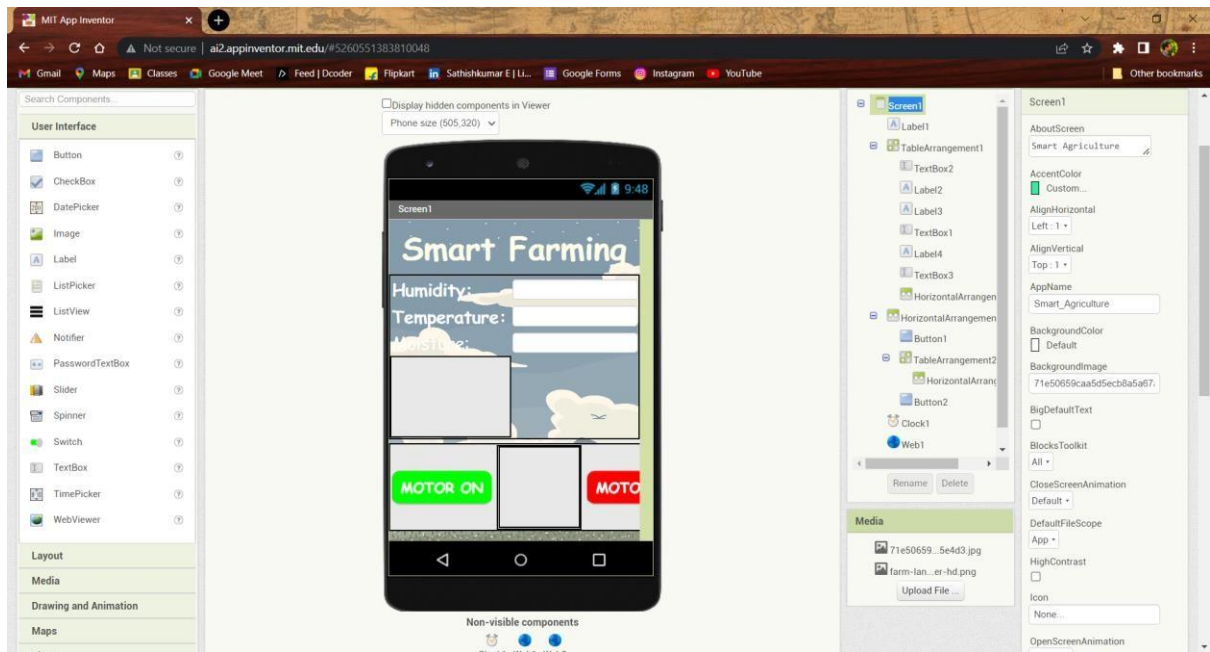 MIT App Inventor
Not secure | ai2.appinventor.mit.edu/#5260551383810048
Gmail Maps Classes Google Meet Feed | Dcoder Flipkart Sathishkumar E | Li... Google Forms Instagram YouTube Other bookmarks
Search Components...
User Interface
Button
CheckBox
DatePicker
Image
Label
ListPicker
ListView
Notifier
PasswordTextBox
Slider
Spinner
Switch
TextBox
TimePicker
WebViewer
Layout
Media
Drawing and Animation
Maps
Display hidden components in Viewer
Phone size (505,320)
9:48
Screen1
Smart Farming
Humidity:
Temperature:
Moisture:
MOTOR ON
MOTO
Non-visible components
Screen1
Label1
TableArrangement1
TextBox2
Label2
Label3
TextBox1
Label4
TextBox3
HorizontalArrangen
HorizontalArrangemen
Button1
TableArrangement2
HorizontalArrang
Button2
Clock1
Web1
Rename Delete
Media
71e50659...5e4d3.jpg
farm-lan...er-hd.png
Upload File ...
Screen1
AboutScreen
Smart Agriculture
AccentColor
Custom...
AlignHorizontal
Left : 1
AlignVertical
Top : 1
AppName
Smart_Agriculture
BackgroundColor
Default
BackgroundImage
71e50659caa5d5ecb8a5a67.
BigDefaultText
BlocksToolkit
All
CloseScreenAnimation
Default
DefaultFileScope
App
HighContrast
Icon
None...
OpenScreenAnimation